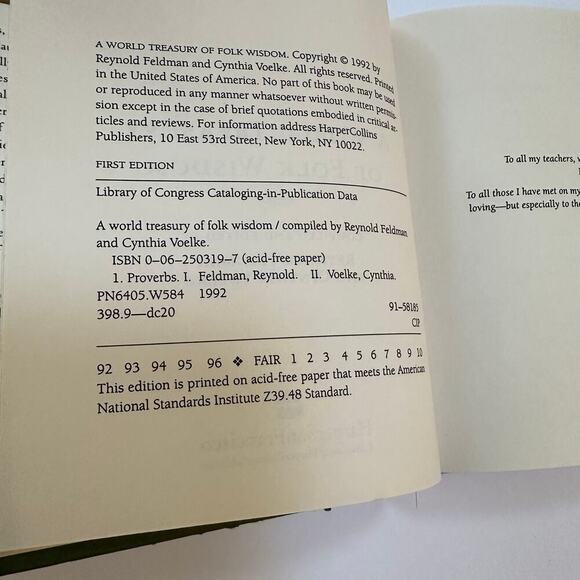 A WORLD TREASURY OF FOLK WISDOM. Copyright © 1992 by
Reynold Feldman and Cynthia Voelke. All rights reserved. Printed
in the United States of America. No part of this book may be used
or reproduced in any manner whatsoever without written permis-
sion except in the case of brief quotations embodied in critical ar-
ticles and reviews. For information address HarperCollins
Publishers, 10 East 53rd Street, New York, NY 10022.
FIRST EDITION
Library of Congress Cataloging-in-Publication Data
A world treasury of folk wisdom / compiled by Reynold Feldman
and Cynthia Voelke.
ISBN 0–06–250319–7 (acid-free paper)
1. Proverbs. I. Feldman, Reynold. II. Voelke, Cynthia.
PN6405.W584 1992
398.9—dc20 91–58185
CIP
92 93 94 95 96 ❖ FAIR 1 2 3 4 5 6 7 8 9 10
This edition is printed on acid-free paper that meets the American
National Standards Institute Z39.48 Standard.
To all my teachers,
To all those I have met on my
loving—but especially to the